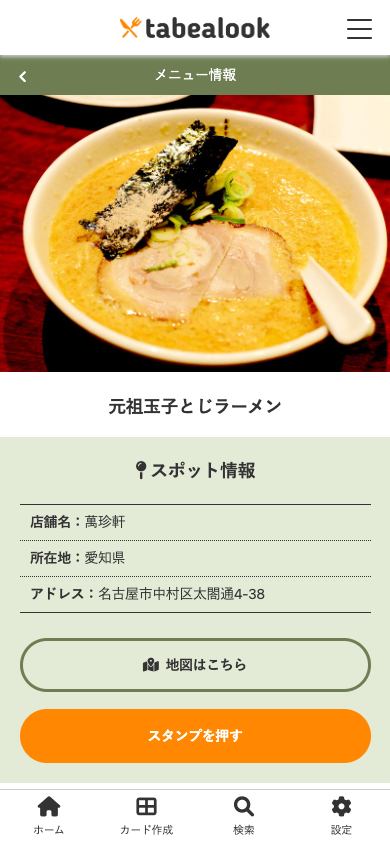 tabealook
メニュー情報
元祖玉子とじラーメン
スポット情報
店舗名：萬珍軒
所在地：愛知県
アドレス：名古屋市中村区太閤通4-38
地図はこちら
スタンプを押す
ホーム
カード作成
検索
設定